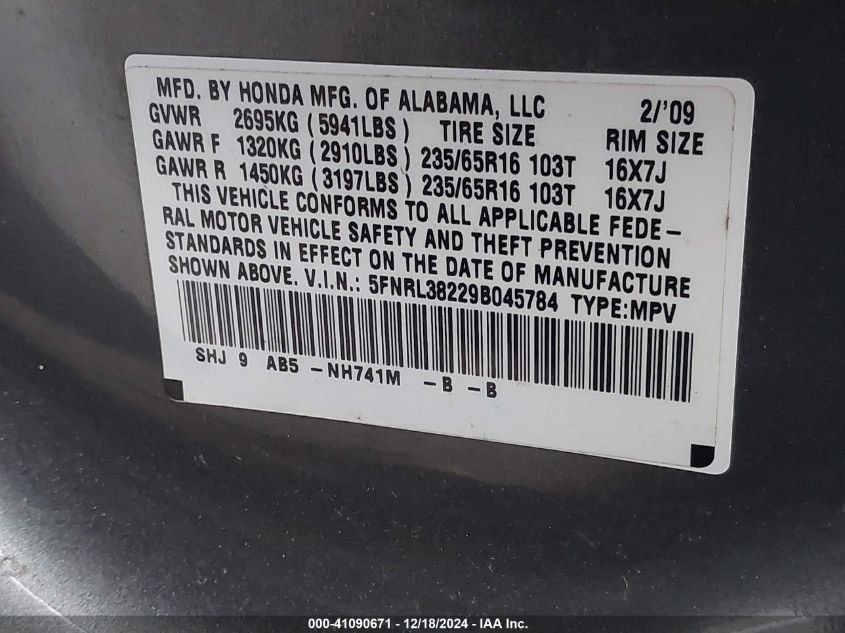 MFD. BY HONDA MFG. OF ALABAMA, LLC 2/'09
GVWR 2695KG (5941LBS) TIRE SIZE RIM SIZE
GAWR F 1320KG (2910LBS) 235/65R16 103T 16X7J
GAWR R 1450KG (3197LBS) 235/65R16 103T 16X7J
THIS VEHICLE CONFORMS TO ALL APPLICABLE FEDE-
RAL MOTOR VEHICLE SAFETY AND THEFT PREVENTION
STANDARDS IN EFFECT ON THE DATE OF MANUFACTURE
SHOWN ABOVE. V.I.N.: 5FNRL38229B045784 TYPE:MPV
SHJ 9 AB5 -NH741M -B -B
000-41090671 - 12/18/2024 - IAA Inc.